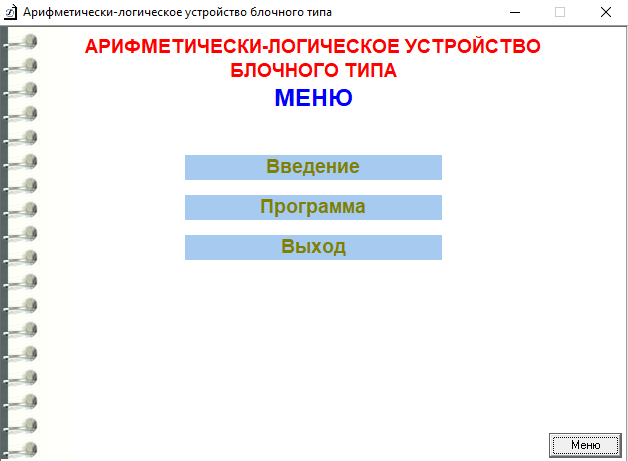 Арифметически-логическое устройство блочного типа
АРИФМЕТИЧЕСКИ-ЛОГИЧЕСКОЕ УСТРОЙСТВО
БЛОЧНОГО ТИПА
МЕНЮ
Введение
Программа
Выход
Меню